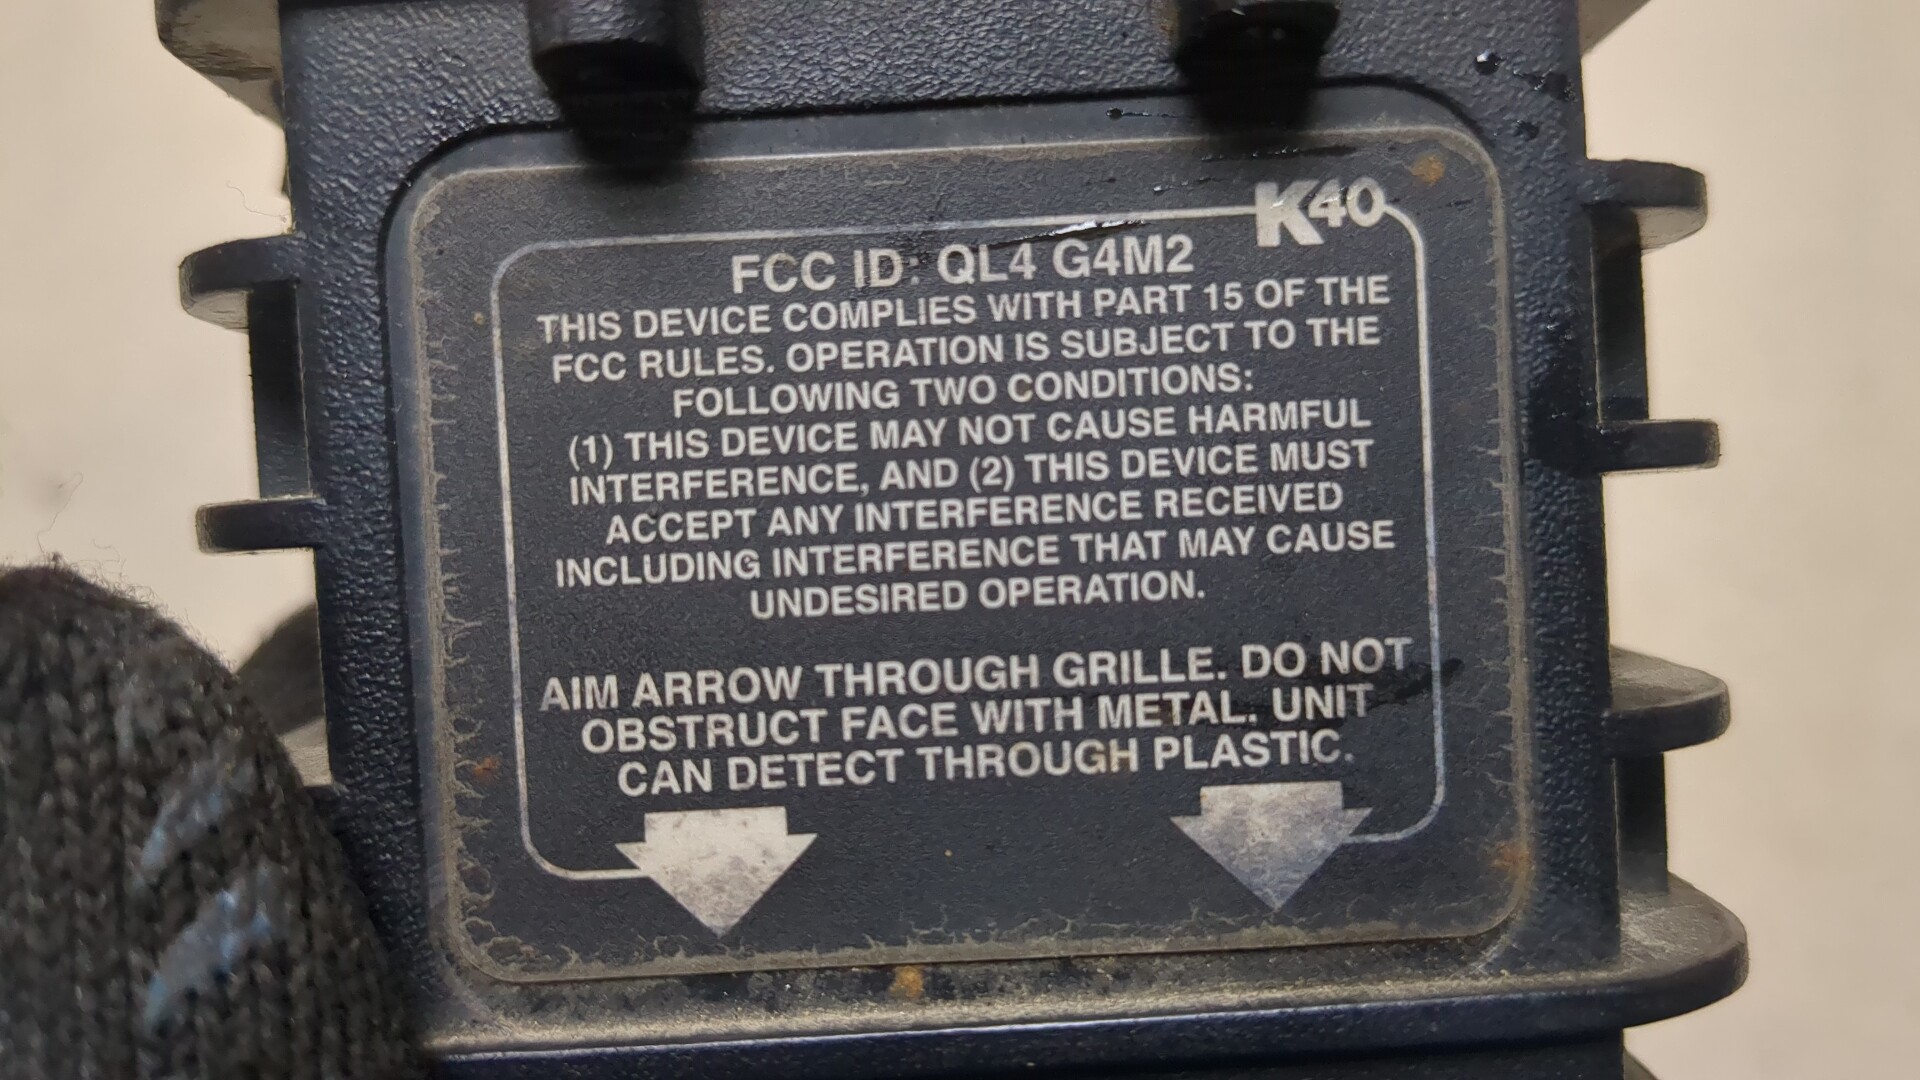 K40
FCC ID: QL4 G4M2
THIS DEVICE COMPLIES WITH PART 15 OF THE
FCC RULES. OPERATION IS SUBJECT TO THE
FOLLOWING TWO CONDITIONS:
(1) THIS DEVICE MAY NOT CAUSE HARMFUL
INTERFERENCE, AND (2) THIS DEVICE MUST
ACCEPT ANY INTERFERENCE RECEIVED
INCLUDING INTERFERENCE THAT MAY CAUSE
UNDESIRED OPERATION.
AIM ARROW THROUGH GRILLE. DO NOT
OBSTRUCT FACE WITH METAL. UNIT
CAN DETECT THROUGH PLASTIC.